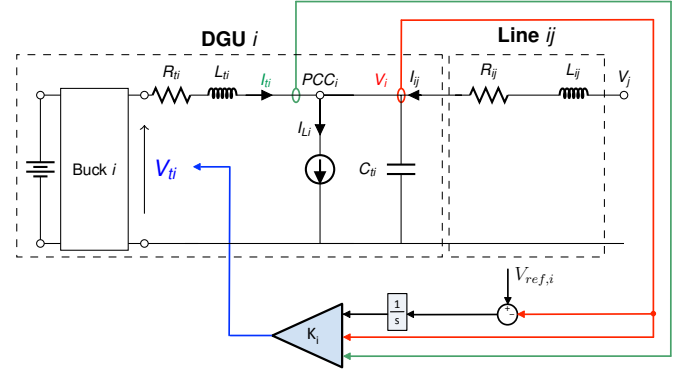 DGU i
Line ij
R_ti
L_ti
I_ti
PCC_i
V_i
I_ij
R_ij
L_ij
V_j
I_Li
Buck i
V_ti
C_ti
V_ref,i
1/s
+
−
K_i